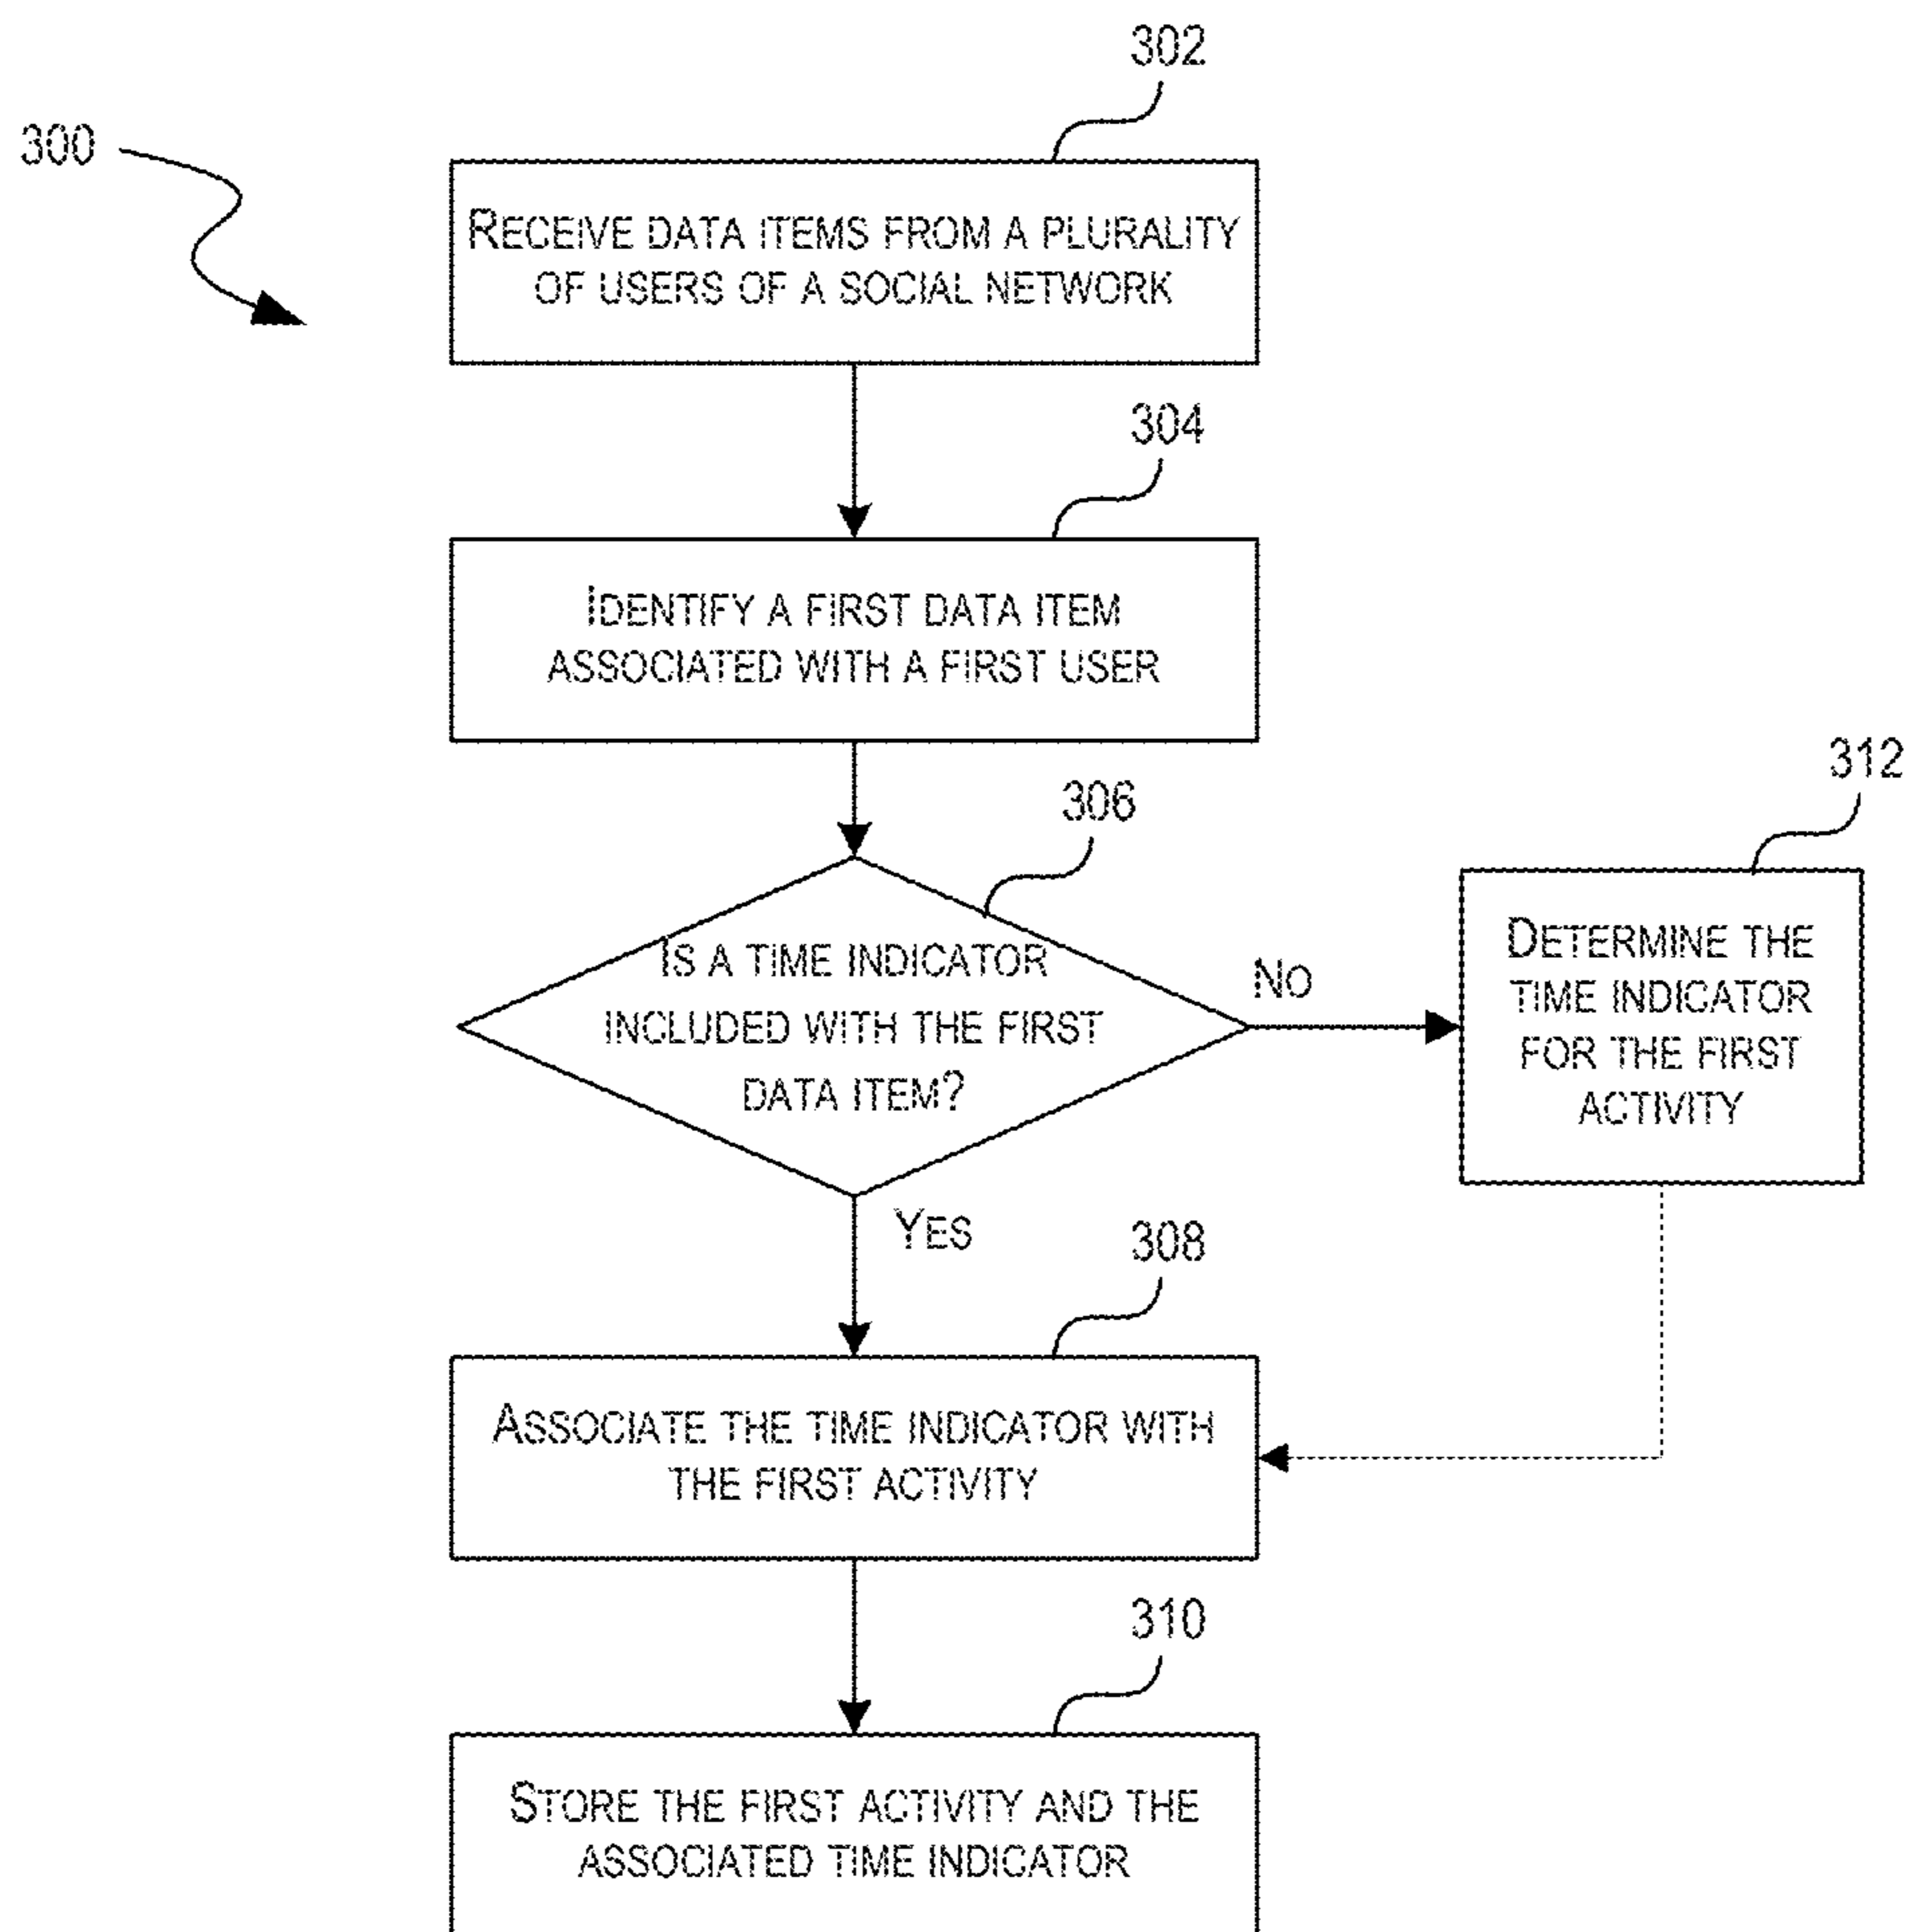 302
300
RECEIVE DATA ITEMS FROM A PLURALITY
OF USERS OF A SOCIAL NETWORK
304
IDENTIFY A FIRST DATA ITEM
ASSOCIATED WITH A FIRST USER
306
312
IS A TIME INDICATOR
INCLUDED WITH THE FIRST
DATA ITEM?
NO
DETERMINE THE
TIME INDICATOR
FOR THE FIRST
ACTIVITY
YES
308
ASSOCIATE THE TIME INDICATOR WITH
THE FIRST ACTIVITY
310
STORE THE FIRST ACTIVITY AND THE
ASSOCIATED TIME INDICATOR